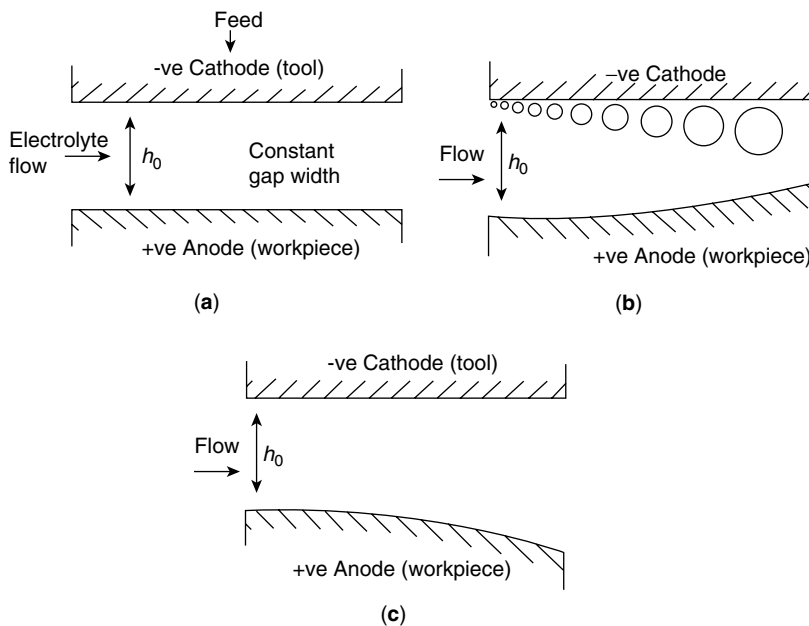 Feed
-ve Cathode (tool)
Electrolyte
flow
h0
Constant
gap width
+ve Anode (workpiece)
(a)
–ve Cathode
Flow
h0
+ve Anode (workpiece)
(b)
-ve Cathode (tool)
Flow
h0
+ve Anode (workpiece)
(c)